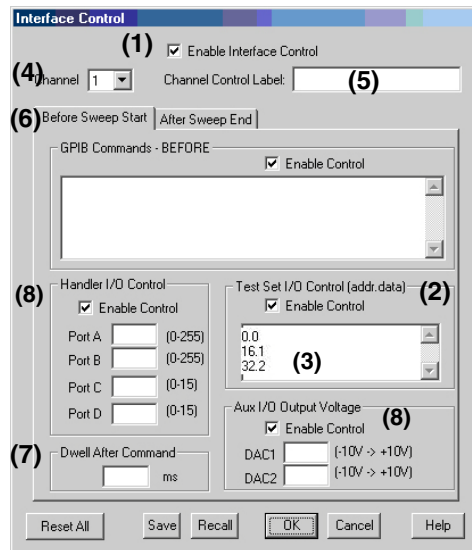 Interface Control
(1) Enable Interface Control
(4) Channel 1 Channel Control Label: (5)
(6) Before Sweep Start After Sweep End
GPIB Commands - BEFORE
Enable Control
(8) Handler I/O Control
Enable Control
Port A (0-255)
Port B (0-255)
Port C (0-15)
Port D (0-15)
Test Set I/O Control (addr.data) (2)
Enable Control
0.0
16.1
32.2
(3)
Aux I/O Output Voltage
Enable Control (8)
DAC1 (-10V -> +10V)
DAC2 (-10V -> +10V)
(7) Dwell After Command
ms
Reset All Save Recall OK Cancel Help